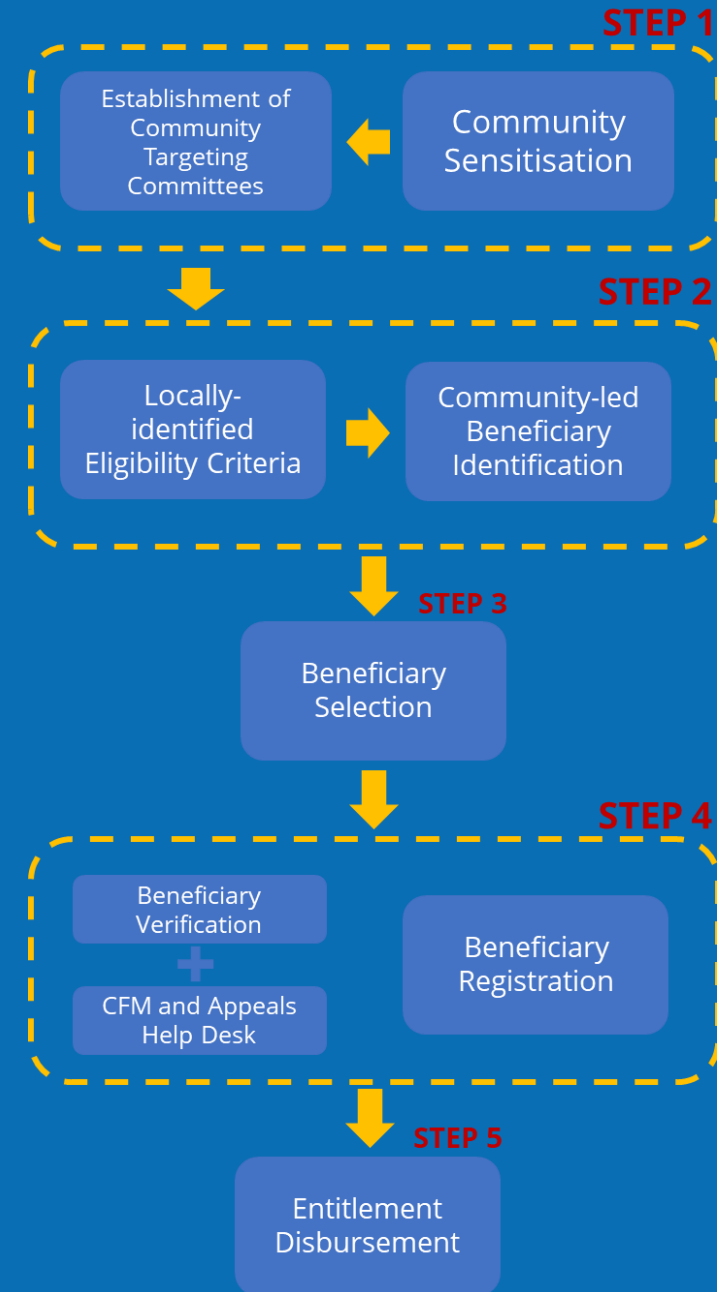 STEP 1
Establishment of
Community
Targeting
Committees
Community
Sensitisation
STEP 2
Locally-
identified
Eligibility Criteria
Community-led
Beneficiary
Identification
STEP 3
Beneficiary
Selection
STEP 4
Beneficiary
Verification
CFM and Appeals
Help Desk
Beneficiary
Registration
STEP 5
Entitlement
Disbursement